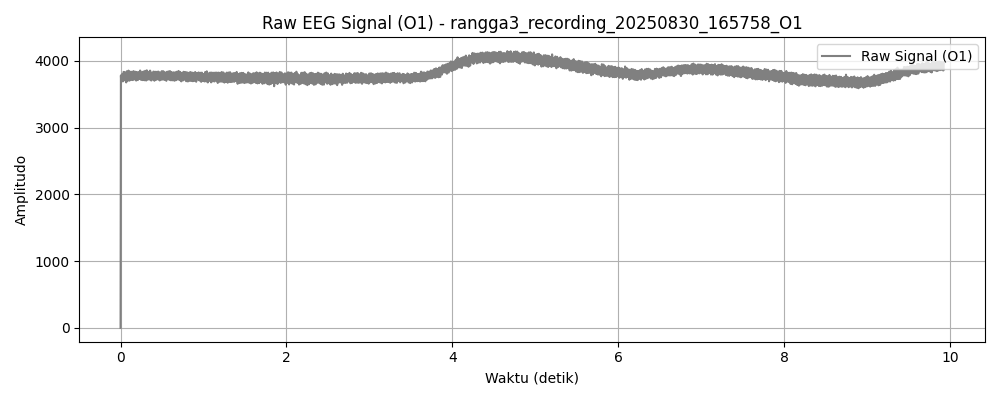 Raw EEG Signal (O1) - rangga3_recording_20250830_165758_O1
Raw Signal (O1)
Amplitudo
4000
3000
2000
1000
0
0 2 4 6 8 10
Waktu (detik)